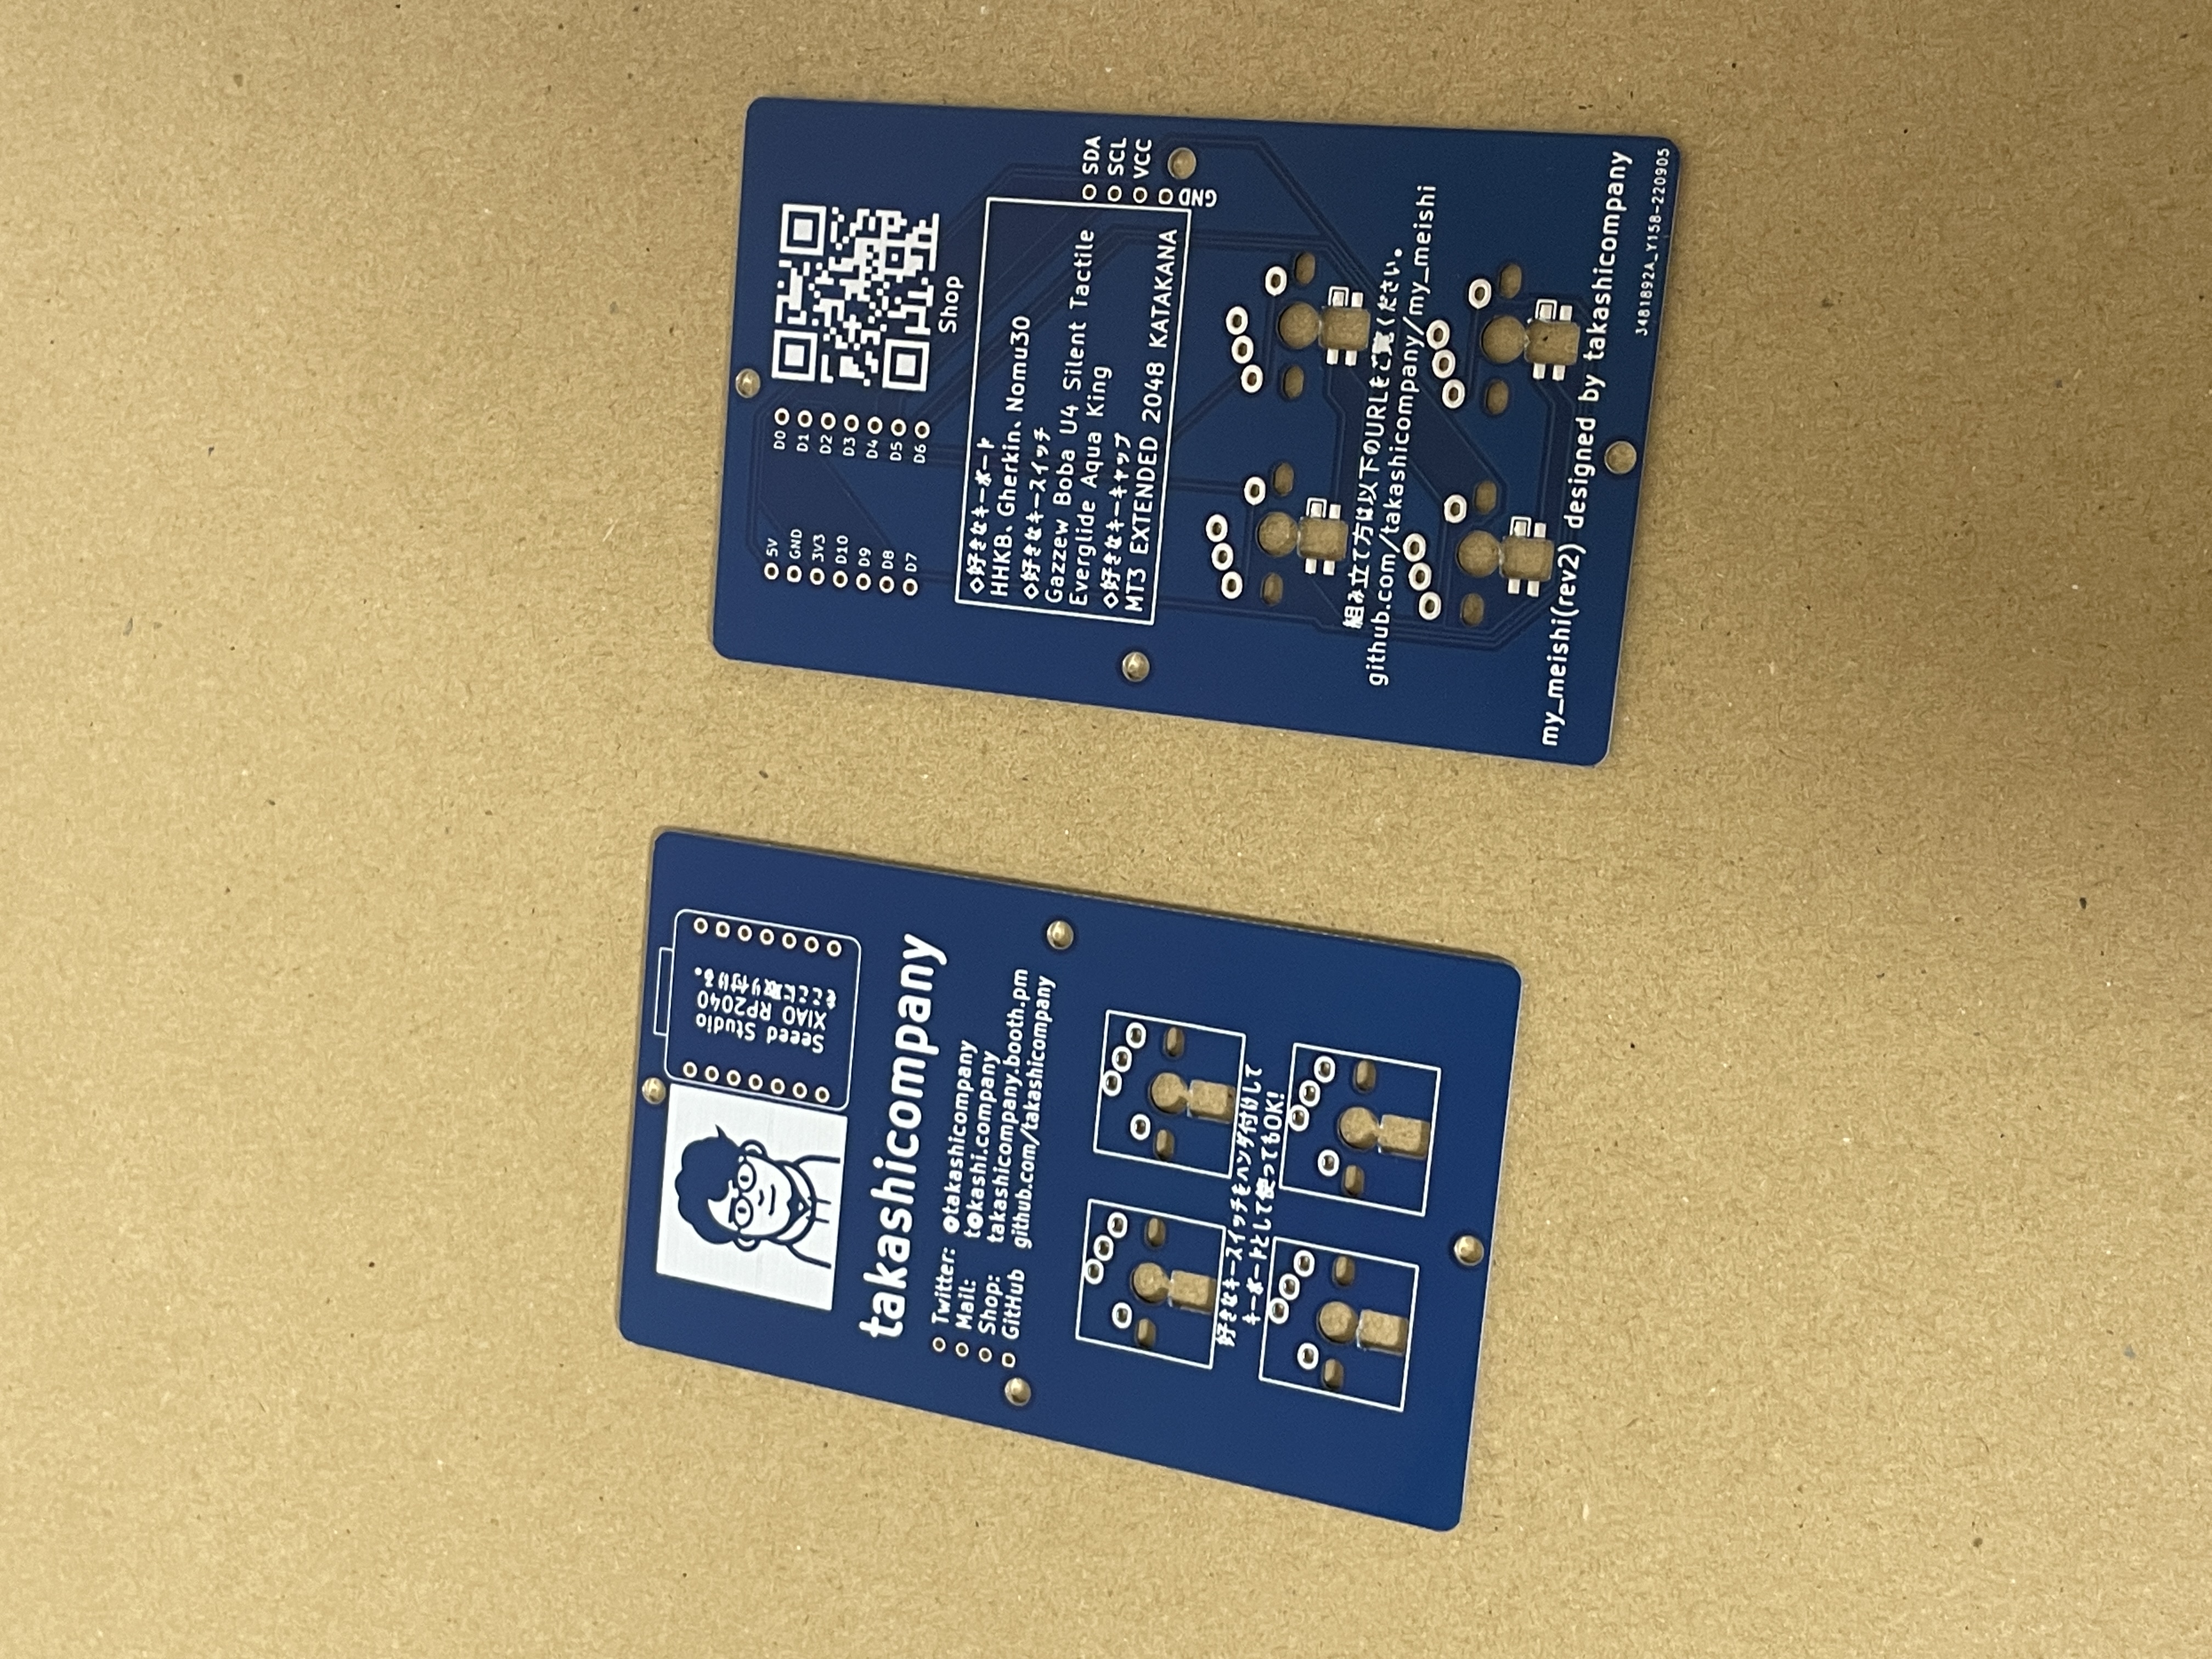 Seeed Studio
XIAO RP2040
をここに取り付ける。
takashicompany
Twitter: @takashicompany
Mail: t@kashi.company
Shop: takashicompany.booth.pm
GitHub github.com/takashicompany
好きなキースイッチをハンダ付けして
キーボードとして使ってもOK!
5V
GND
3V3
D10
D9
D8
D7
D0
D1
D2
D3
D4
D5
D6
Shop
◇好きなキーボード
HHKB、Gherkin、Nomu30
◇好きなキースイッチ
Gazzew Boba U4 Silent Tactile
Everglide Aqua King
◇好きなキーキャップ
MT3 EXTENDED 2048 KATAKANA
SDA
SCL
VCC
GND
組み立て方は以下のURLをご覧ください。
github.com/takashicompany/my_meishi
my_meishi(rev2) designed by takashicompany
3481892A_Y158-220905